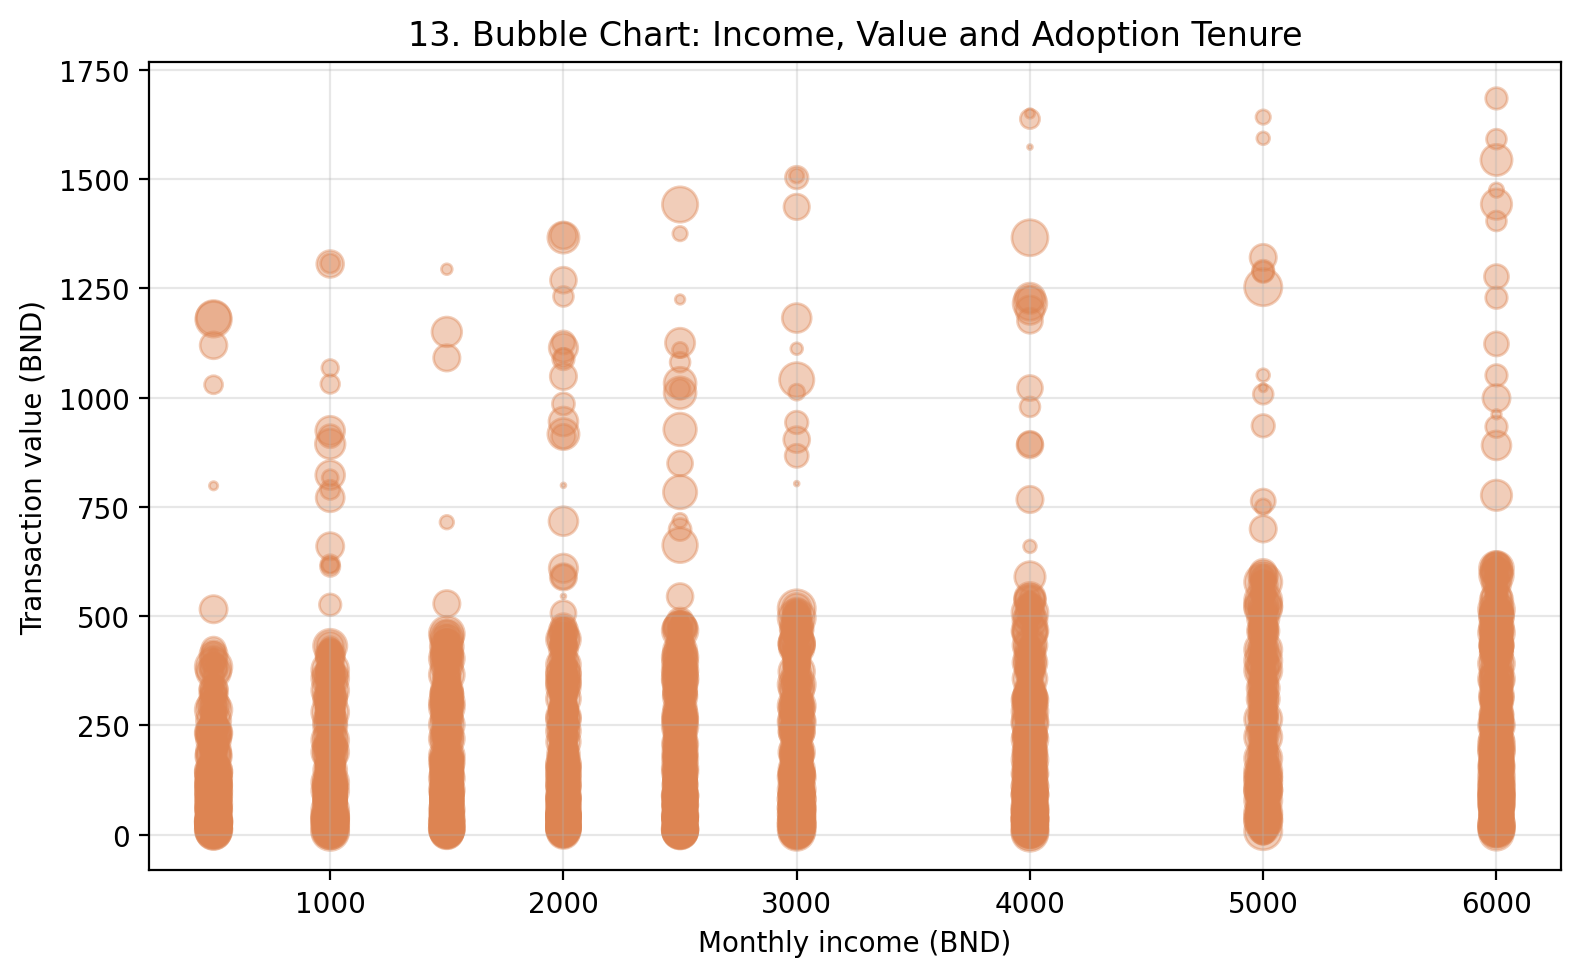 13. Bubble Chart: Income, Value and Adoption Tenure
1750
1500
1250
1000
750
500
250
0
Transaction value (BND)
1000 2000 3000 4000 5000 6000
Monthly income (BND)